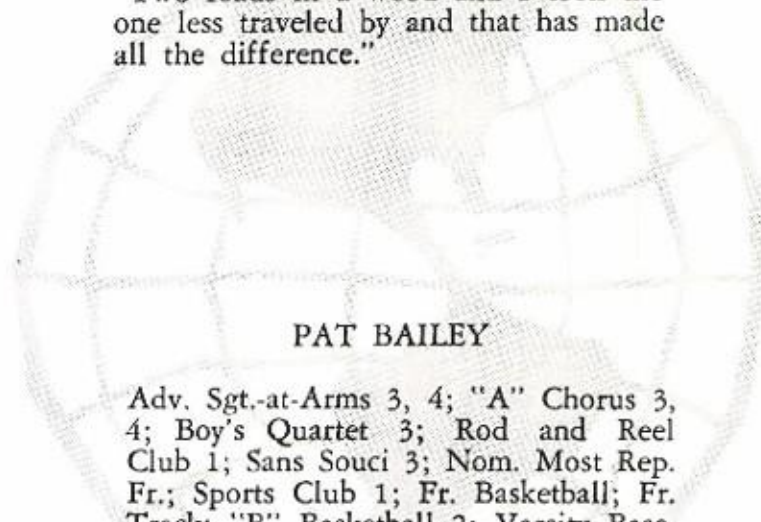 one less traveled by and that has made
all the difference."
PAT BAILEY
Adv. Sgt.-at-Arms 3, 4; "A" Chorus 3,
4; Boy's Quartet 3; Rod and Reel
Club 1; Sans Souci 3; Nom. Most Rep.
Fr.; Sports Club 1; Fr. Basketball; Fr.